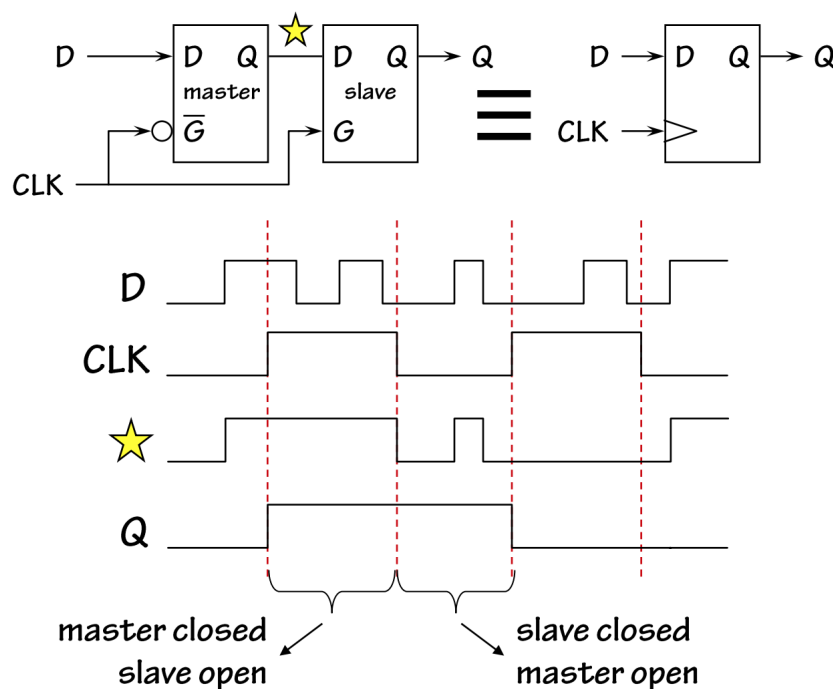 D D Q D Q Q D D Q Q
master slave
G G CLK
CLK
D
CLK
Q
master closed slave closed
slave open master open